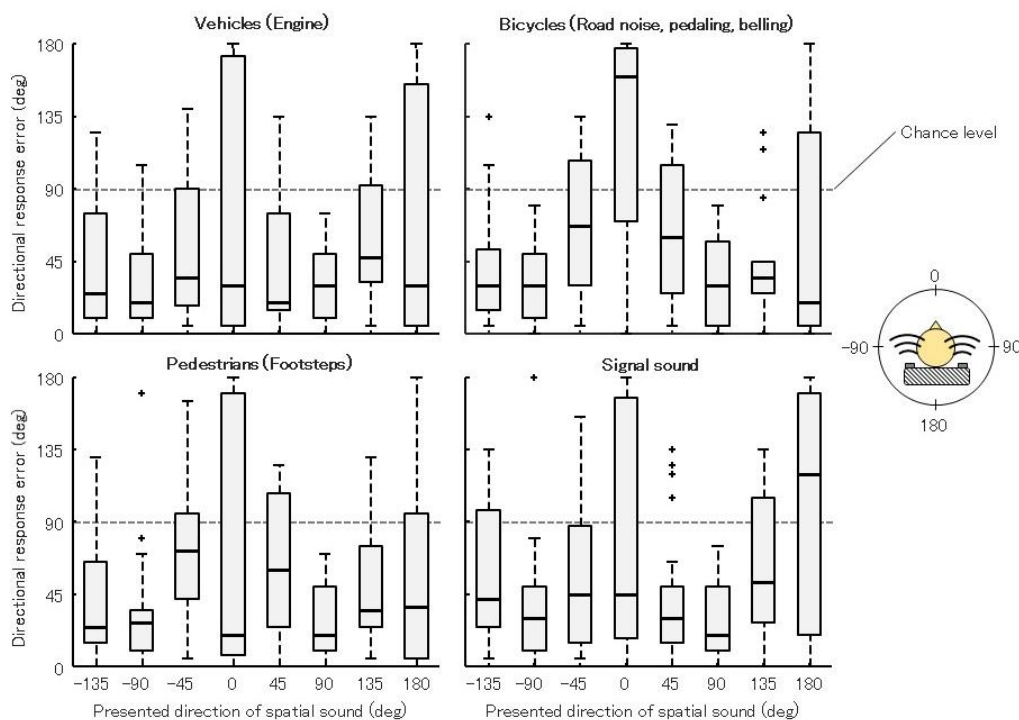 Vehicles (Engine)
Bicycles (Road noise, pedaling, belling)
Directional response error (deg)
180
135
90
45
0
Chance level
Pedestrians (Footsteps)
Signal sound
Directional response error (deg)
180
135
90
45
0
-135 -90 -45 0 45 90 135 180
-135 -90 -45 0 45 90 135 180
Presented direction of spatial sound (deg)
Presented direction of spatial sound (deg)
0
-90
90
180